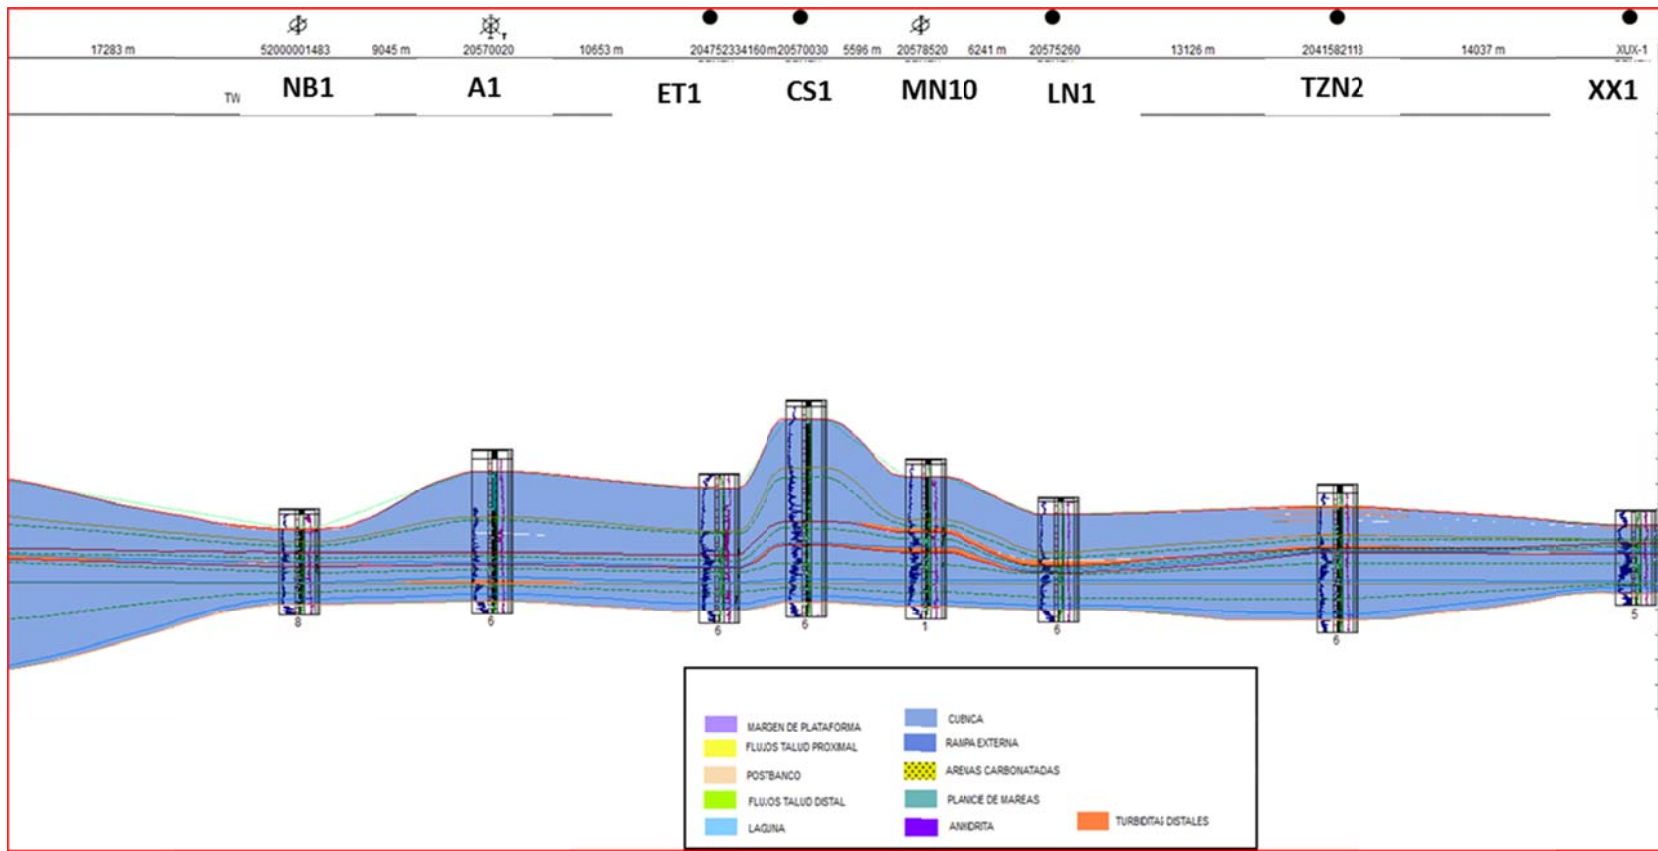 T
17283 m 52000001483 9045 m 20570020 10653 m 204752334160 m 20570030 5596 m 20578520 6241 m 20575260 13126 m 2041582113 14037 m XUX-1
TW NB1 A1 ET1 CS1 MN10 LN1 TZN2 XX1
8 6 6 6 1 6 6 5
MARGEN DE PLATAFORMA
FLUJOS TALUD PROXIMAL
POSTBANCO
FLUJOS TALUD DISTAL
LAGUNA
CUENCA
RAMPA EXTERNA
ARENAS CARBONATADAS
PLANICIE DE MAREAS
ANHIDRITA
TURBIDITAS DISTALES